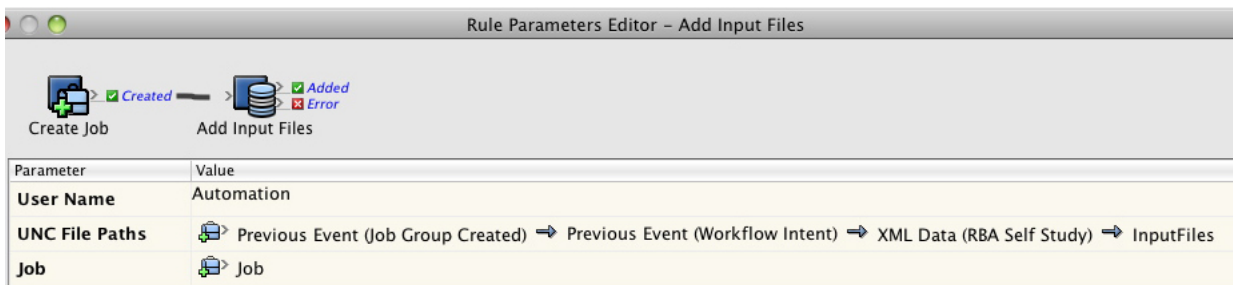 Rule Parameters Editor – Add Input Files
Created
Added
Error
Create Job
Add Input Files
Parameter Value
User Name Automation
UNC File Paths Previous Event (Job Group Created) Previous Event (Workflow Intent) XML Data (RBA Self Study) InputFiles
Job Job